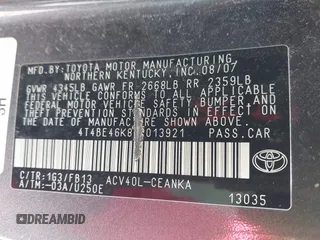 MFD. BY: TOYOTA MOTOR MANUFACTURING,
NORTHERN KENTUCKY, INC. 08/07
GVWR 4345LB GAWR FR 2668LB RR 2359LB
THIS VEHICLE CONFORMS TO ALL APPLICABLE
FEDERAL MOTOR VEHICLE SAFETY, BUMPER, AND
THEFT PREVENTION STANDARDS IN EFFECT ON
THE DATE OF MANUFACTURE SHOWN ABOVE.
PASS. CAR
C/TR: 1G3/FB13 ACV40L-CEANKA
A/TM: -03A/U250E
TOYOTA
13035
DREAMBID